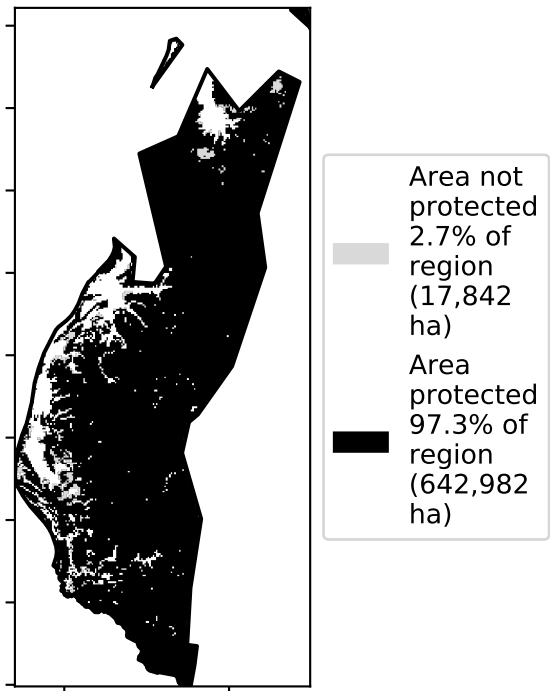 Area not
protected
2.7% of
region
(17,842
ha)
Area
protected
97.3% of
region
(642,982
ha)